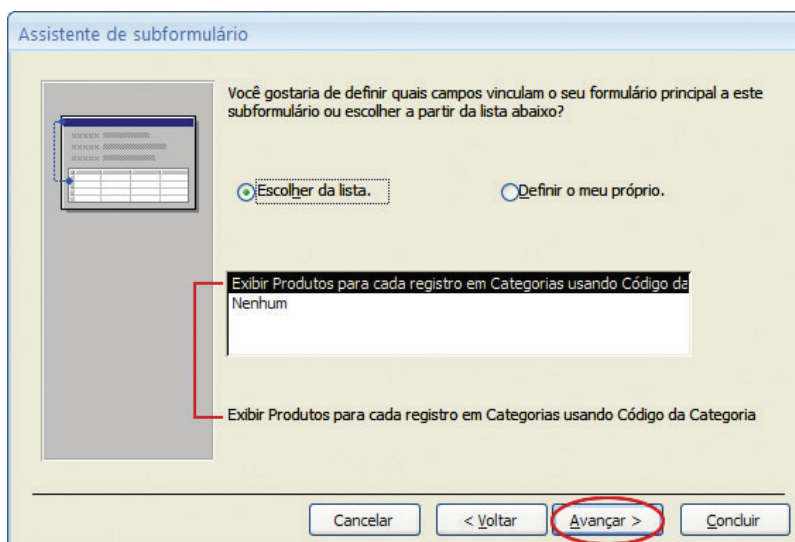 Assistente de subformulário
Você gostaria de definir quais campos vinculam o seu formulário principal a este
subformulário ou escolher a partir da lista abaixo?
Escolher da lista.
Definir o meu próprio.
Exibir Produtos para cada registro em Categorias usando Código da
Nenhum
Exibir Produtos para cada registro em Categorias usando Código da Categoria
Cancelar
< Voltar
Avançar >
Concluir